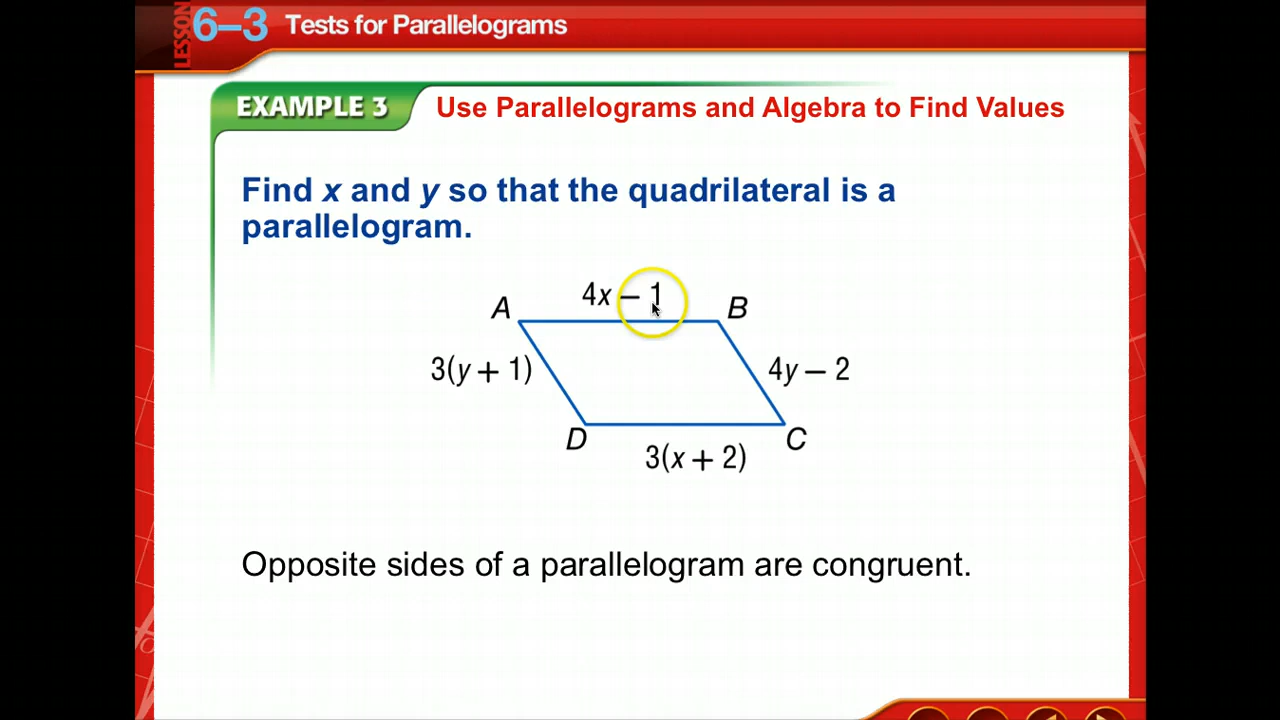 LESSON 6–3 Tests for Parallelograms
EXAMPLE 3 Use Parallelograms and Algebra to Find Values
Find x and y so that the quadrilateral is a
parallelogram.
4x – 1
A B
3(y + 1) 4y – 2
D C
3(x + 2)
Opposite sides of a parallelogram are congruent.